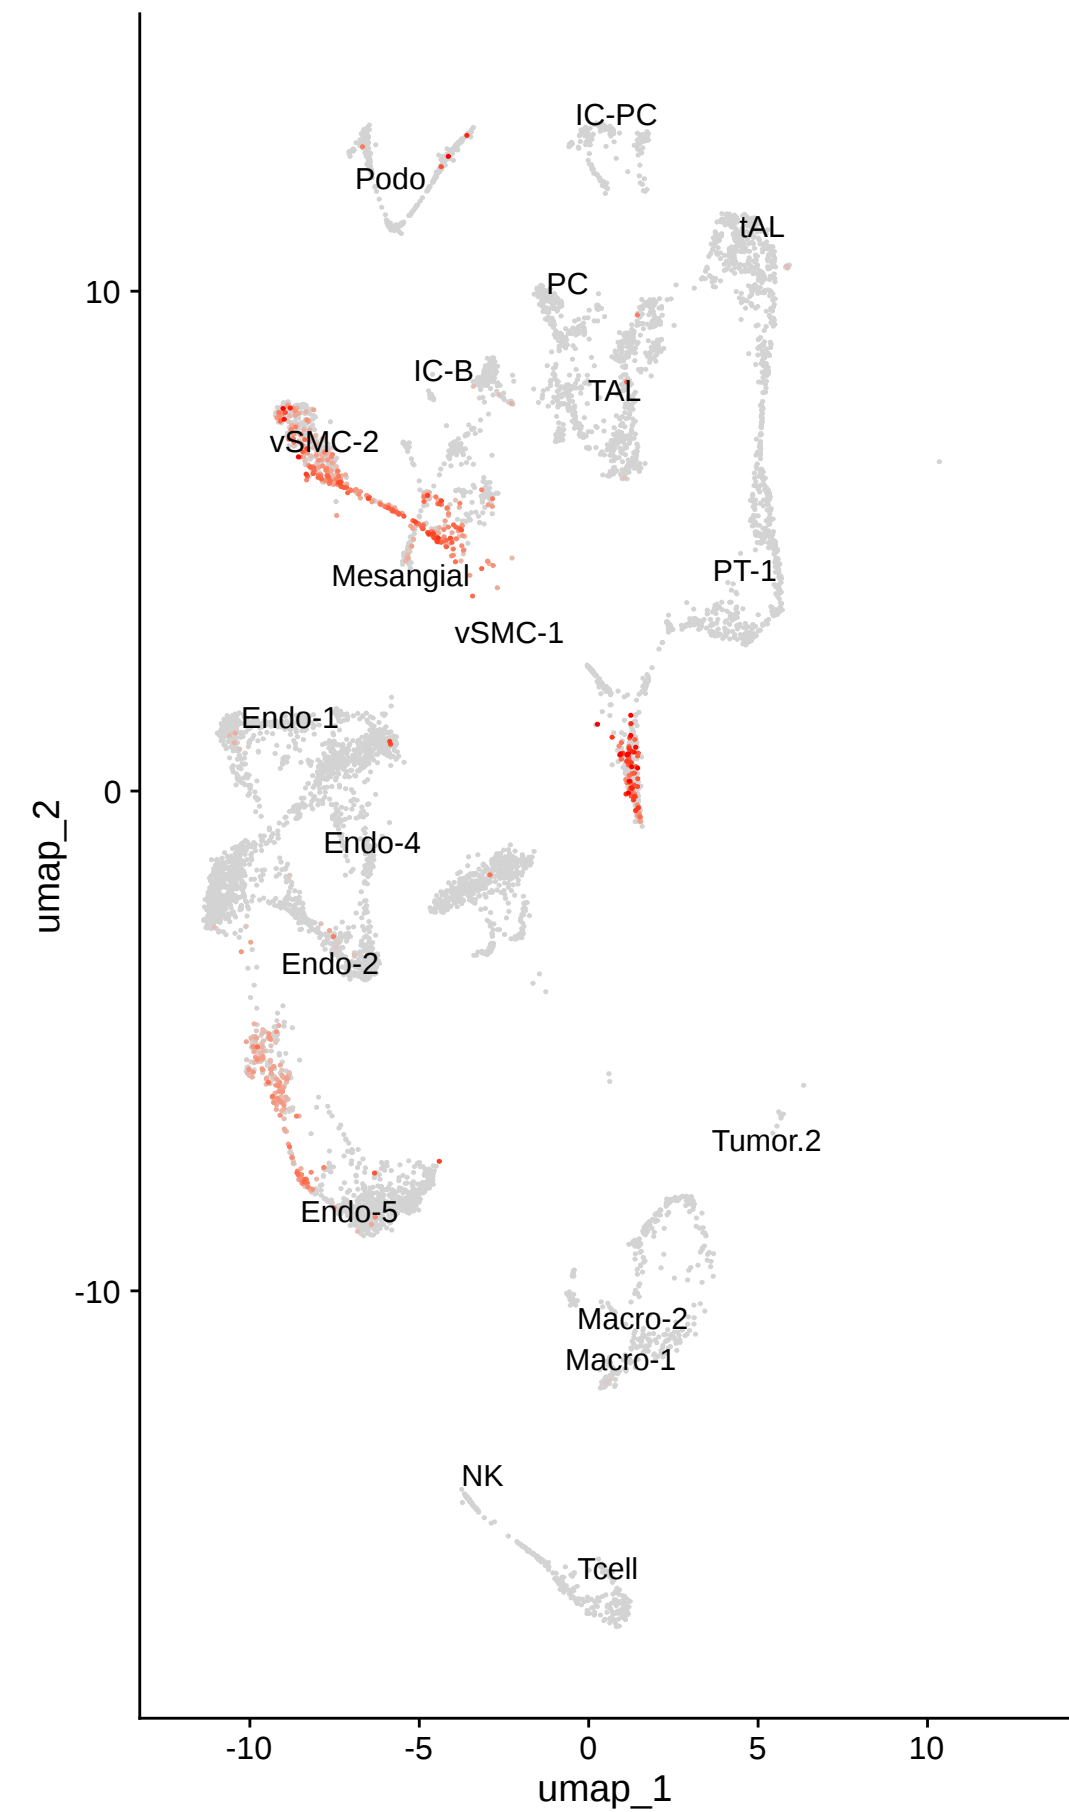 IC-PC
Podo
tAL
PC
10
IC-B
TAL
vSMC-2
PT-1
Mesangial
vSMC-1
Endo-1
0
Endo-4
umap_2
Endo-2
Tumor.2
Endo-5
-10
Macro-2
Macro-1
NK
Tcell
-10 -5 0 5 10
umap_1